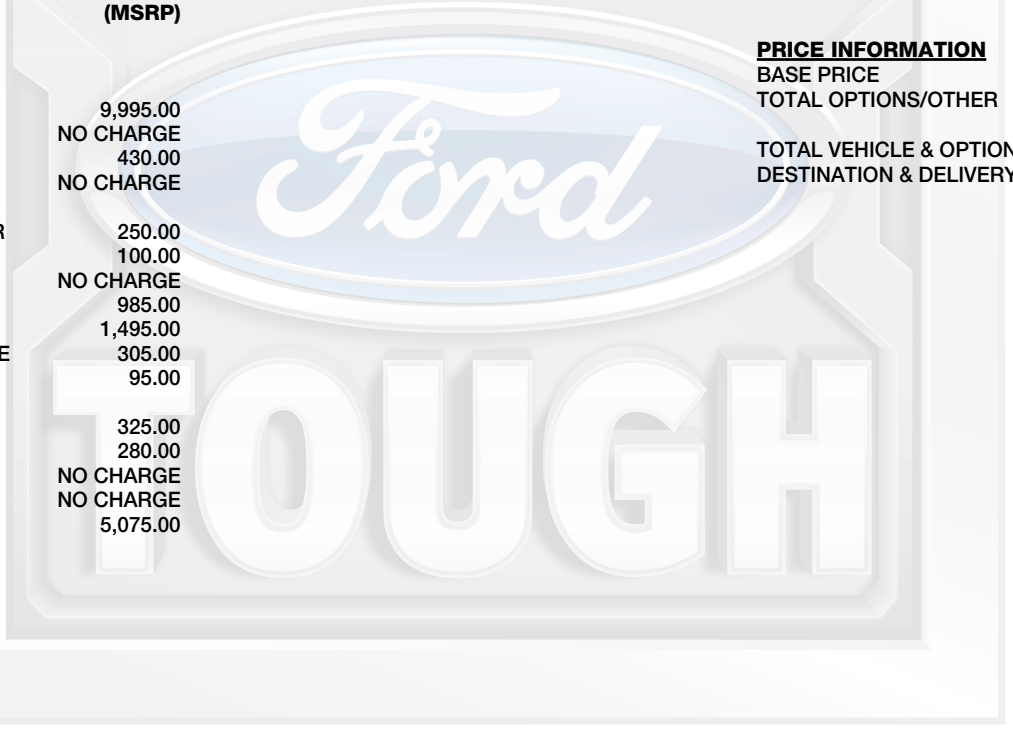 (MSRP)
9,995.00
NO CHARGE
430.00
NO CHARGE
R 250.00
100.00
NO CHARGE
985.00
1,495.00
E 305.00
95.00
325.00
280.00
NO CHARGE
NO CHARGE
5,075.00
PRICE INFORMATION
BASE PRICE
TOTAL OPTIONS/OTHER
TOTAL VEHICLE & OPTION
DESTINATION & DELIVERY
Ford
TOUGH